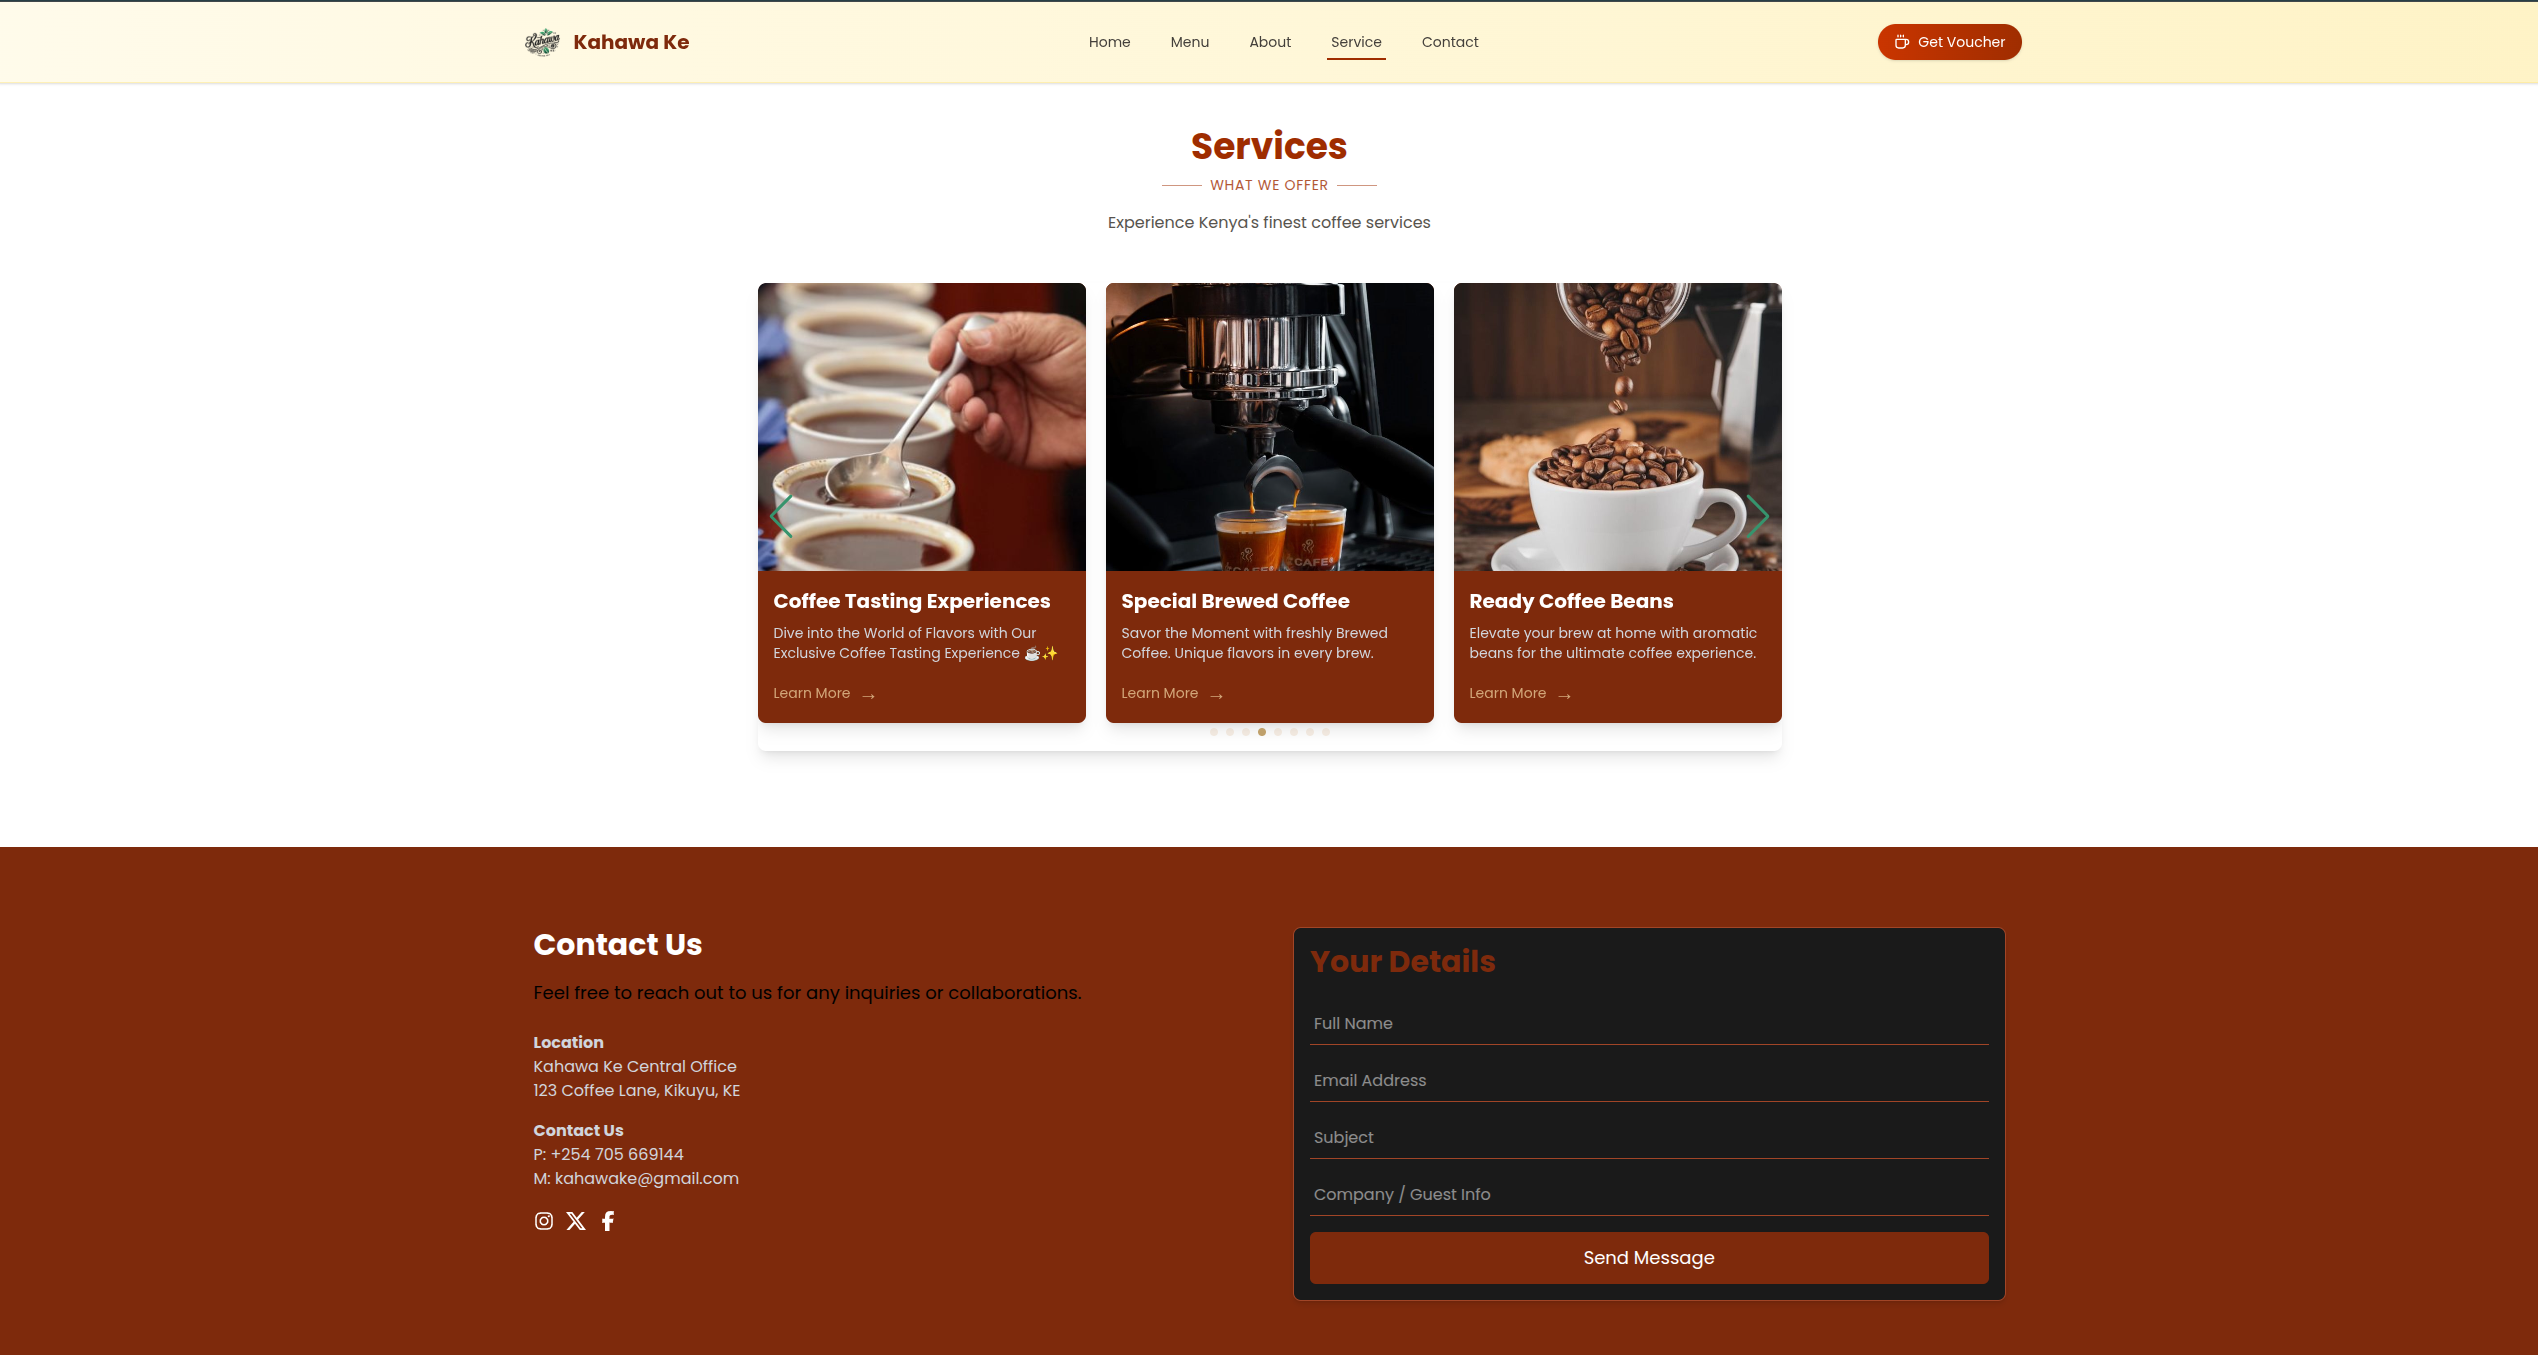 Kahawa
Kahawa Ke
Home
Menu
About
Service
Contact
Get Voucher
Services
WHAT WE OFFER
Experience Kenya's finest coffee services
Coffee Tasting Experiences
Dive into the World of Flavors with Our
Exclusive Coffee Tasting Experience ☕✨
Learn More →
CAFE
CAFE
Special Brewed Coffee
Savor the Moment with freshly Brewed
Coffee. Unique flavors in every brew.
Learn More →
Ready Coffee Beans
Elevate your brew at home with aromatic
beans for the ultimate coffee experience.
Learn More →
Contact Us
Feel free to reach out to us for any inquiries or collaborations.
Location
Kahawa Ke Central Office
123 Coffee Lane, Kikuyu, KE
Contact Us
P: +254 705 669144
M: kahawake@gmail.com
Your Details
Full Name
Email Address
Subject
Company / Guest Info
Send Message